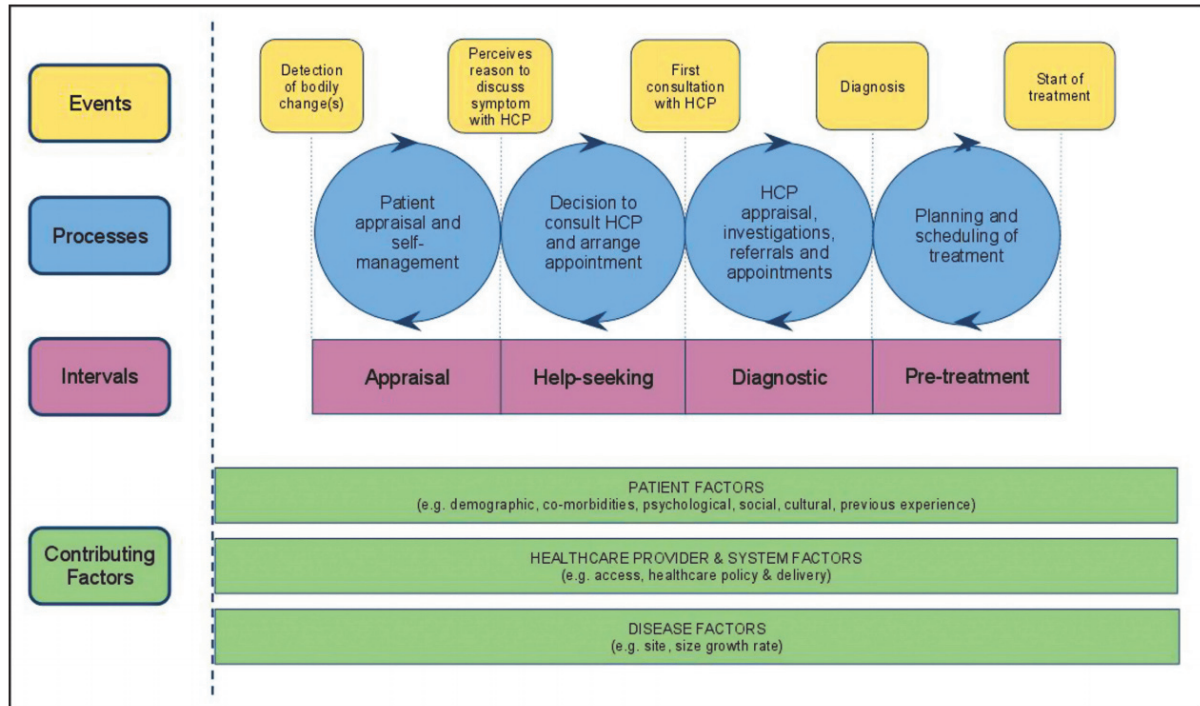 Events
Detection
of bodily
change(s)
Perceives
reason to
discuss
symptom
with HCP
First
consultation
with HCP
Diagnosis
Start of
treatment
Processes
Patient
appraisal and
self-
management
Decision to
consult HCP
and arrange
appointment
HCP
appraisal,
investigations,
referrals and
appointments
Planning and
scheduling of
treatment
Intervals
Appraisal
Help-seeking
Diagnostic
Pre-treatment
Contributing
Factors
PATIENT FACTORS
(e.g. demographic, co-morbidities, psychological, social, cultural, previous experience)
HEALTHCARE PROVIDER & SYSTEM FACTORS
(e.g. access, healthcare policy & delivery)
DISEASE FACTORS
(e.g. site, size growth rate)